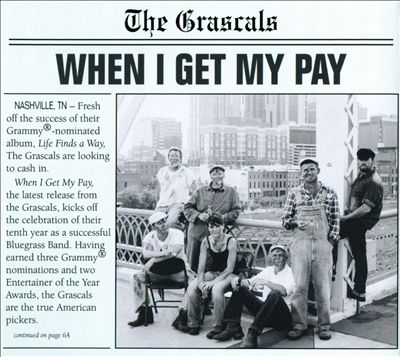 The Grascals
WHEN I GET MY PAY
NASHVILLE, TN – Fresh
off the success of their
Grammy®-nominated
album, Life Finds a Way,
The Grascals are looking
to cash in.
When I Get My Pay,
the latest release from
the Grascals, kicks off
the celebration of their
tenth year as a successful
Bluegrass Band. Having
earned three Grammy®
nominations and two
Entertainer of the Year
Awards, the Grascals
are the true American
pickers.
continued on page 6A